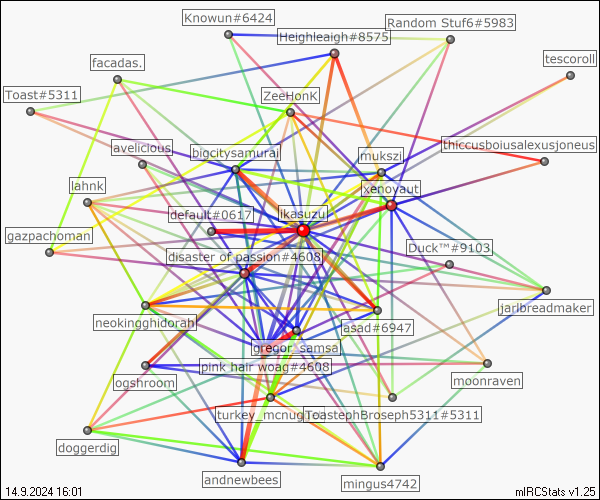 Knowun#6424
Random Stuf6#5983
Heighleaigh#8575
tescoroll
facadas.
Toast#5311
ZeeHonk
avelicious
thiccusboiusalexusjoneus
bigcitysamurai
mukszi
lahnk
xenoyaut
default#0617
ikasuzu
gazpachoman
Duck™#9103
disaster of passion#4608
jarlbreadmaker
neokingghidorah
asad#6947
gregor_samsa
pink hair woag#4608
ogshroom
moonraven
turkey_mcnug
ToastephBroseph5311#5311
doggerdig
andnewbees
mingus4742
14.9.2024 16:01
mIRCStats v1.25